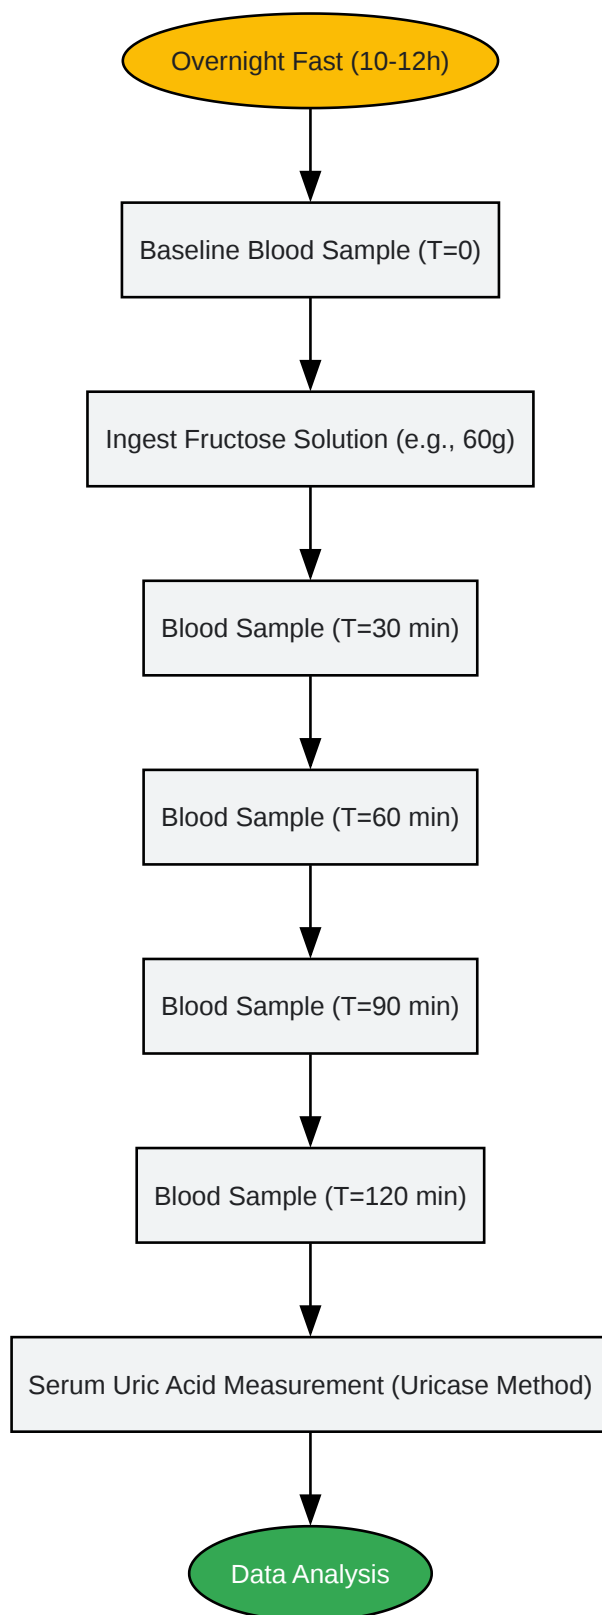 Overnight Fast (10-12h)
Baseline Blood Sample (T=0)
Ingest Fructose Solution (e.g., 60g)
Blood Sample (T=30 min)
Blood Sample (T=60 min)
Blood Sample (T=90 min)
Blood Sample (T=120 min)
Serum Uric Acid Measurement (Uricase Method)
Data Analysis